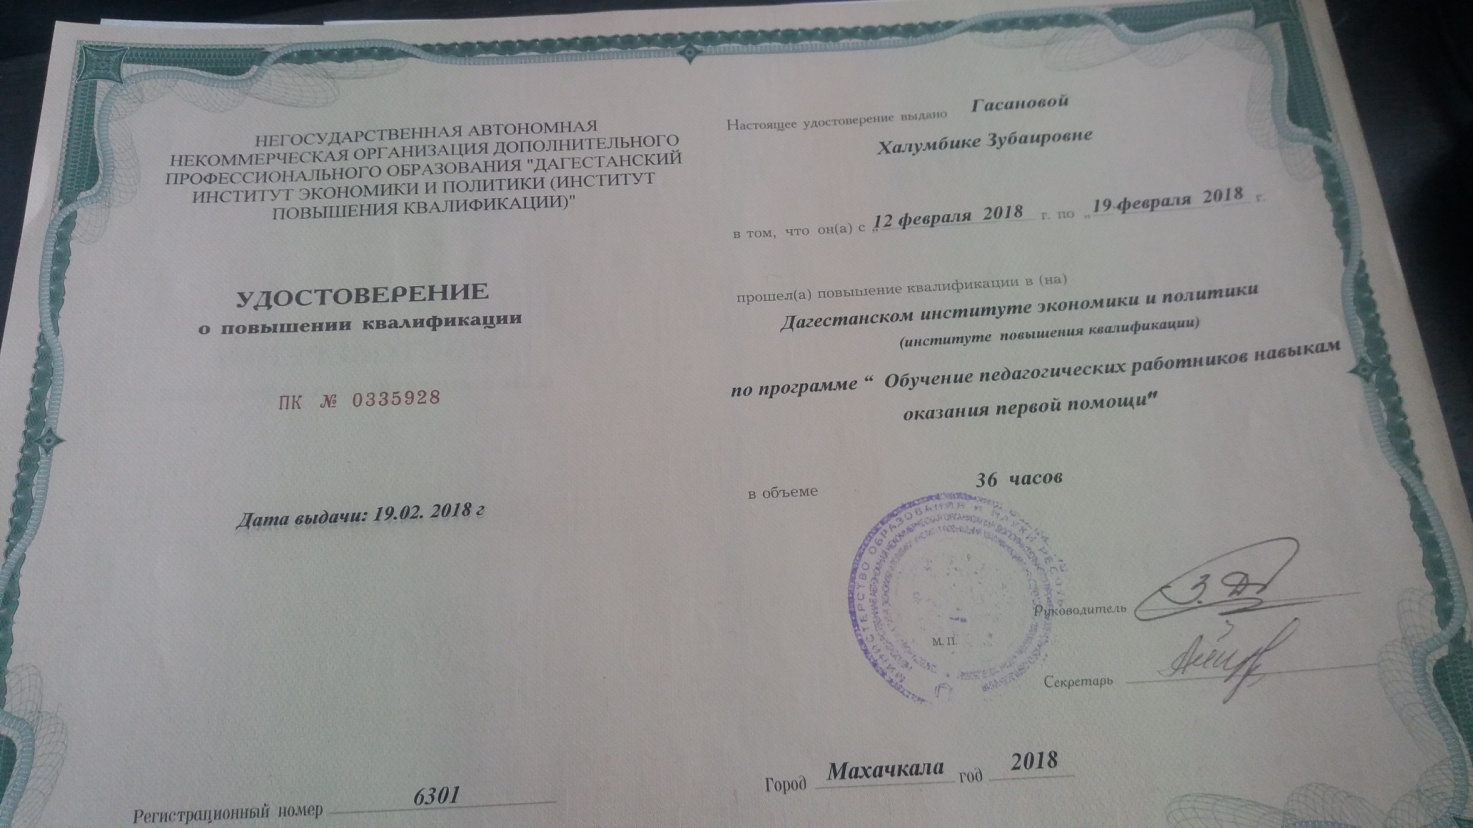 НЕГОСУДАРСТВЕННАЯ АВТОНОМНАЯ
НЕКОММЕРЧЕСКАЯ ОРГАНИЗАЦИЯ ДОПОЛНИТЕЛЬНОГО
ПРОФЕССИОНАЛЬНОГО ОБРАЗОВАНИЯ "ДАГЕСТАНСКИЙ
ИНСТИТУТ ЭКОНОМИКИ И ПОЛИТИКИ (ИНСТИТУТ
ПОВЫШЕНИЯ КВАЛИФИКАЦИИ)"
УДОСТОВЕРЕНИЕ
о повышении квалификации
ПК № 0335928
Дата выдачи: 19.02. 2018 г
Регистрационный номер 6301
Настоящее удостоверение выдано Гасановой
Халумбике Зубаировне
в том, что он(а) с „12 февраля 2018 г. по „19 февраля 2018 г.
прошел(а) повышение квалификации в (на)
Дагестанском институте экономики и политики
(институте повышения квалификации)
по программе “ Обучение педагогических работников навыкам
оказания первой помощи"
в объеме 36 часов
Руководитель
М. П.
Секретарь
Город Махачкала год 2018